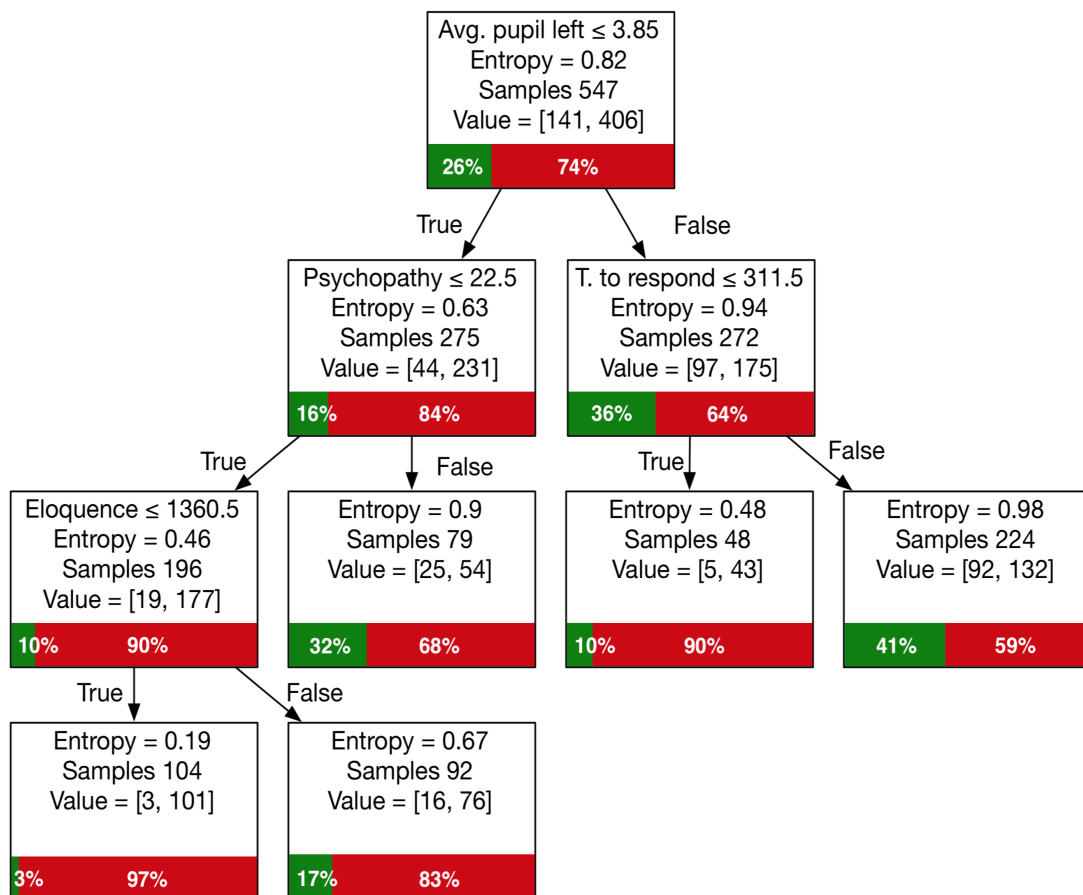 Avg. pupil left ≤ 3.85
Entropy = 0.82
Samples 547
Value = [141, 406]
26% 74%
True False
Psychopathy ≤ 22.5
Entropy = 0.63
Samples 275
Value = [44, 231]
16% 84%
T. to respond ≤ 311.5
Entropy = 0.94
Samples 272
Value = [97, 175]
36% 64%
True False True False
Eloquence ≤ 1360.5
Entropy = 0.46
Samples 196
Value = [19, 177]
10% 90%
Entropy = 0.9
Samples 79
Value = [25, 54]
32% 68%
Entropy = 0.48
Samples 48
Value = [5, 43]
10% 90%
Entropy = 0.98
Samples 224
Value = [92, 132]
41% 59%
True False
Entropy = 0.19
Samples 104
Value = [3, 101]
3% 97%
Entropy = 0.67
Samples 92
Value = [16, 76]
17% 83%